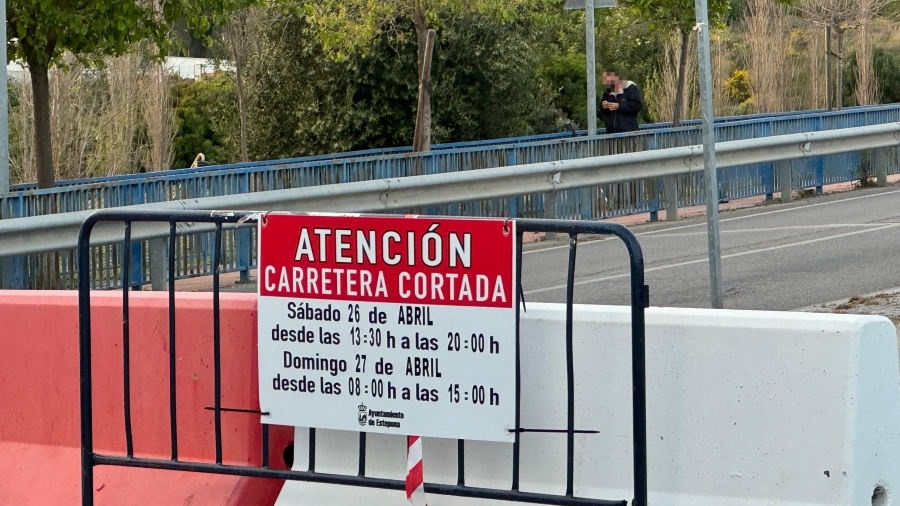 ATENCIÓN
CARRETERA CORTADA
Sábado 26 de ABRIL
desde las 13:30 h a las 20:00 h
Domingo 27 de ABRIL
desde las 08:00 h a las 15:00 h
Ayuntamiento
de Estepona